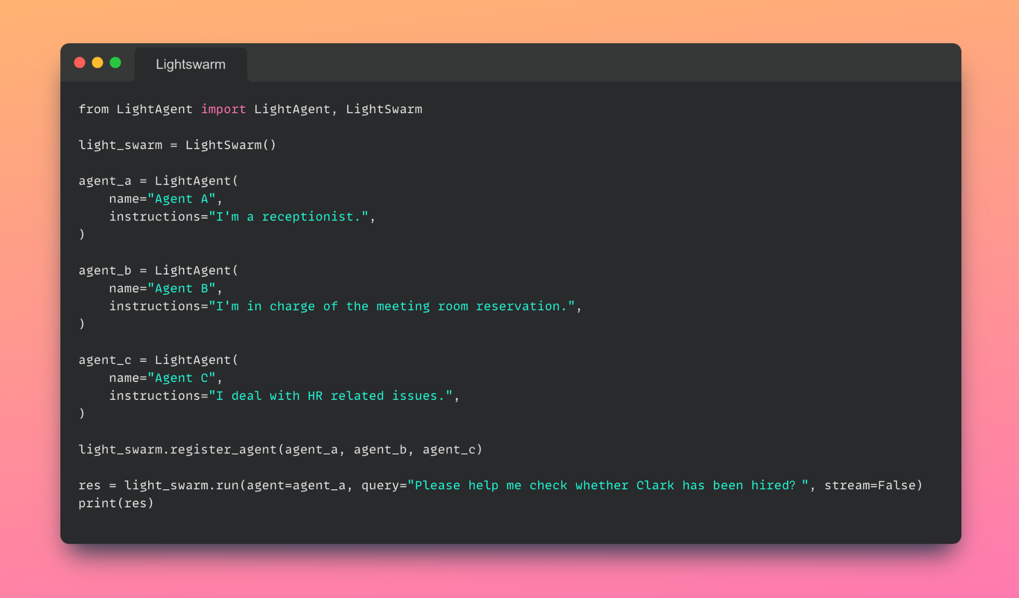 Lightswarm
from LightAgent import LightAgent, LightSwarm
light_swarm = LightSwarm()
agent_a = LightAgent(
    name="Agent A",
    instructions="I'm a receptionist.",
)
agent_b = LightAgent(
    name="Agent B",
    instructions="I'm in charge of the meeting room reservation.",
)
agent_c = LightAgent(
    name="Agent C",
    instructions="I deal with HR related issues.",
)
light_swarm.register_agent(agent_a, agent_b, agent_c)
res = light_swarm.run(agent=agent_a, query="Please help me check whether Clark has been hired? ", stream=False)
print(res)